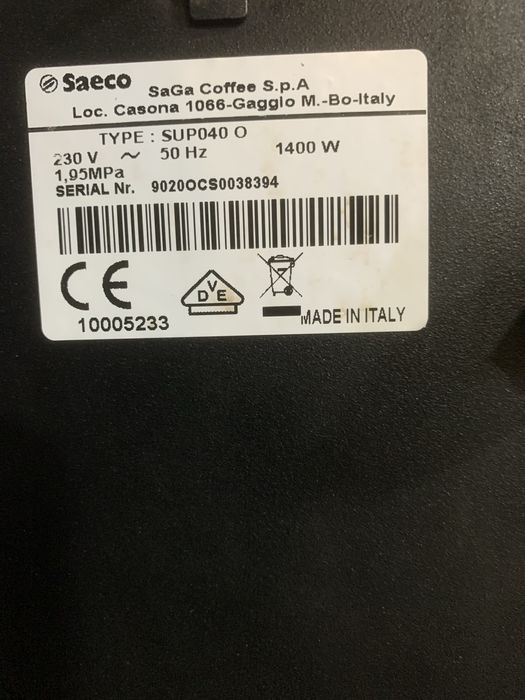 Saeco SaGa Coffee S.p.A
Loc. Casona 1066-Gaggio M.-Bo-Italy
TYPE : SUP040 O
230 V ~ 50 Hz 1400 W
1,95MPa
SERIAL Nr. 9020OCS0038394
CE
DVE
10005233
MADE IN ITALY